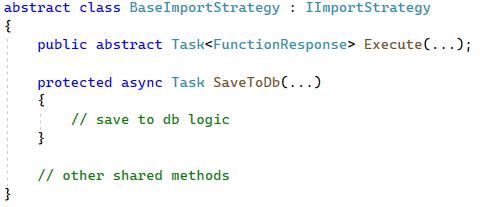 abstract class BaseImportStrategy : IImportStrategy
{
    public abstract Task<FunctionResponse> Execute(...);

    protected async Task SaveToDb(...)
    {
        // save to db logic
    }

    // other shared methods
}